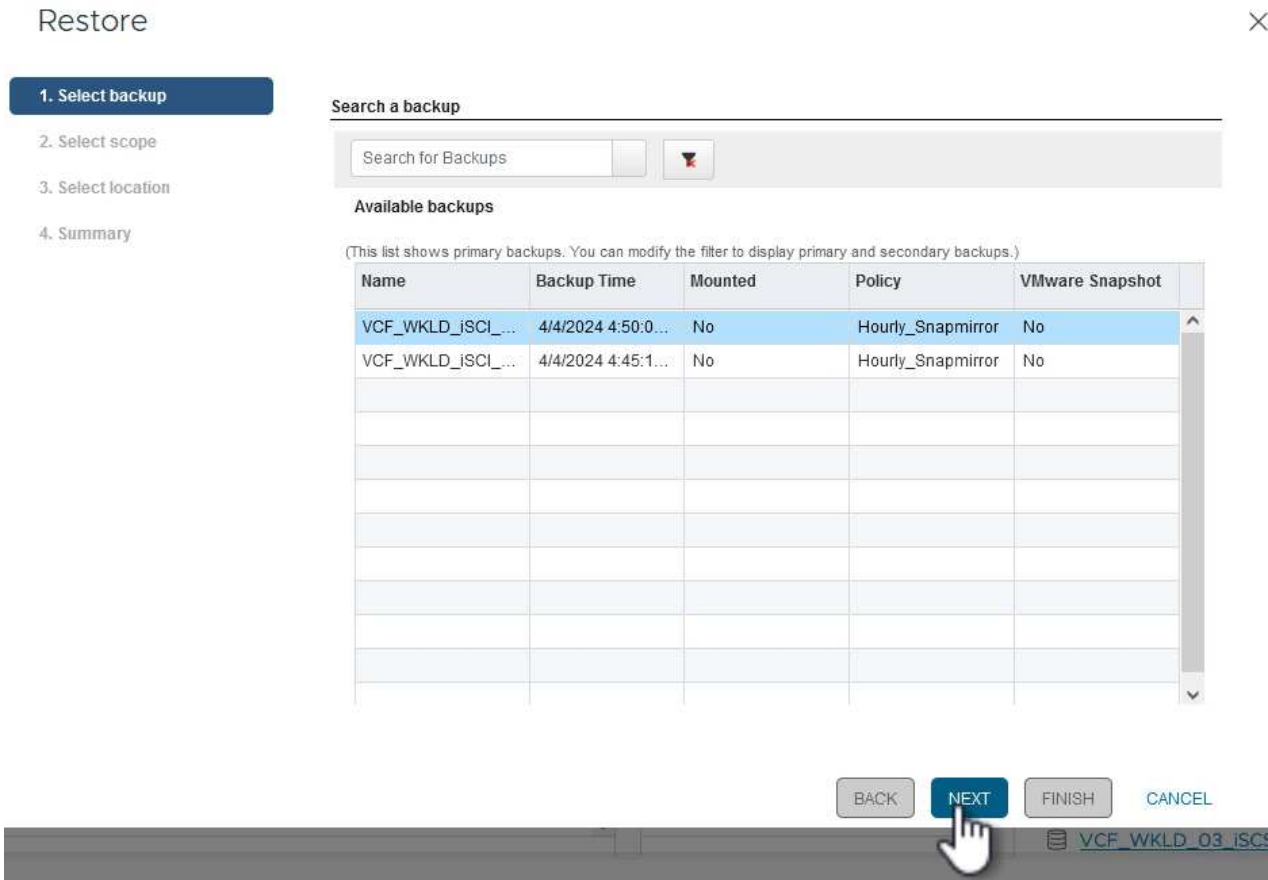 Restore
1. Select backup
2. Select scope
3. Select location
4. Summary
Search a backup
Search for Backups
Available backups
(This list shows primary backups. You can modify the filter to display primary and secondary backups.)
Name Backup Time Mounted Policy VMware Snapshot
VCF_WKLD_iSCI_... 4/4/2024 4:50:0... No Hourly_Snapmirror No
VCF_WKLD_iSCI_... 4/4/2024 4:45:1... No Hourly_Snapmirror No
BACK NEXT FINISH CANCEL
VCF_WKLD_03_iSCS